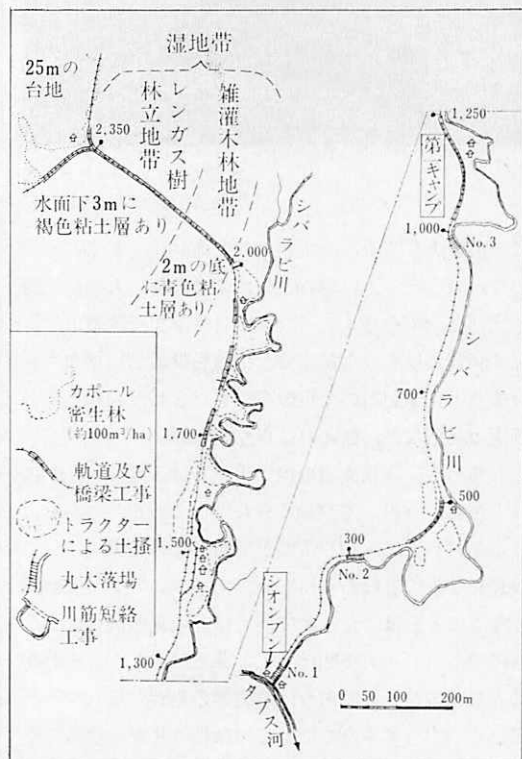 湿地帯
25mの
台地
レンガス樹
林立地帯
雑灌木林地帯
2,350
水面下3mに
褐色粘土層あり
シバラビ川
2,000
2mの底
に青色粘
土層あり
カポール
密生林
(約100m³/ha)
軌道及び
橋梁工事
トラクター
による土掻
丸太落場
川筋短絡
工事
1,700
1,500
1,300
1,250
第一キャンプ
1,000
No. 3
シバラビ川
700
500
300
No. 2
シオンブン
No. 1
タブス河
0 50 100 200m